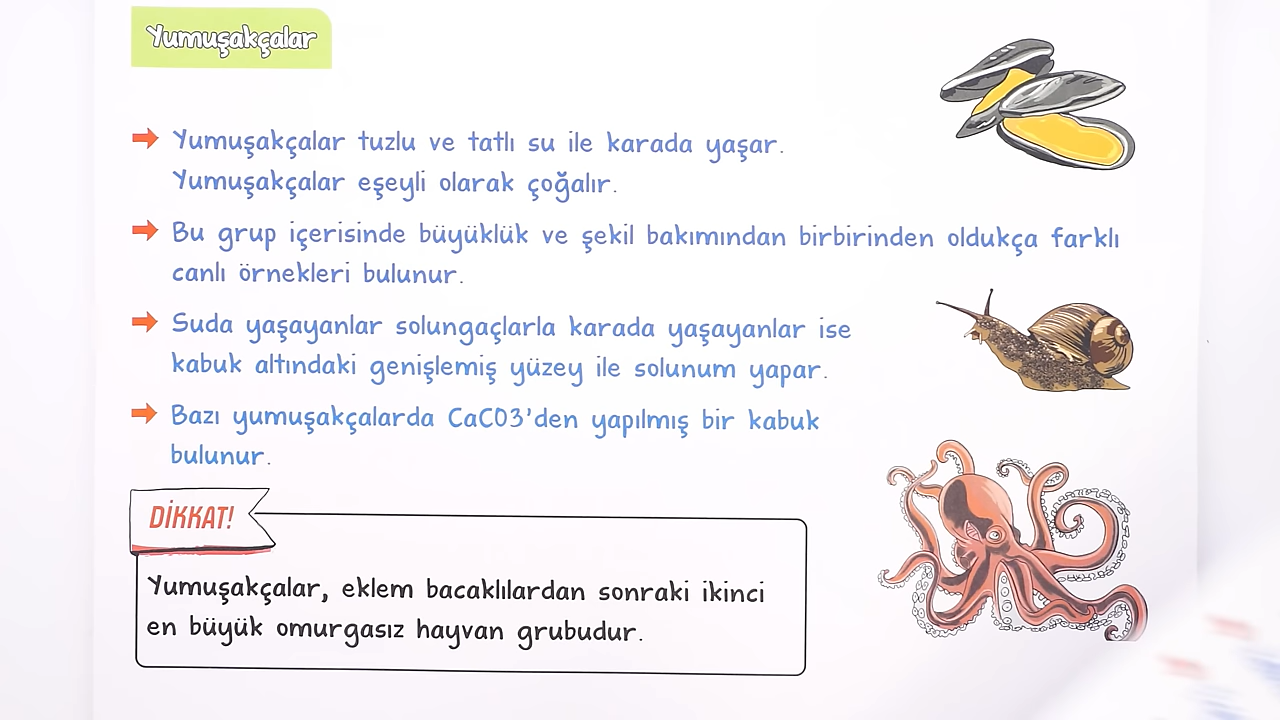 Yumuşakçalar
Yumuşakçalar tuzlu ve tatlı su ile karada yaşar.
Yumuşakçalar eşeyli olarak çoğalır.
Bu grup içerisinde büyüklük ve şekil bakımından birbirinden oldukça farklı
canlı örnekleri bulunur.
Suda yaşayanlar solungaçlarla karada yaşayanlar ise
kabuk altındaki genişlemiş yüzey ile solunum yapar.
Bazı yumuşakçalarda CaCO3'den yapılmış bir kabuk
bulunur.
DİKKAT!
Yumuşakçalar, eklem bacaklılardan sonraki ikinci
en büyük omurgasız hayvan grubudur.